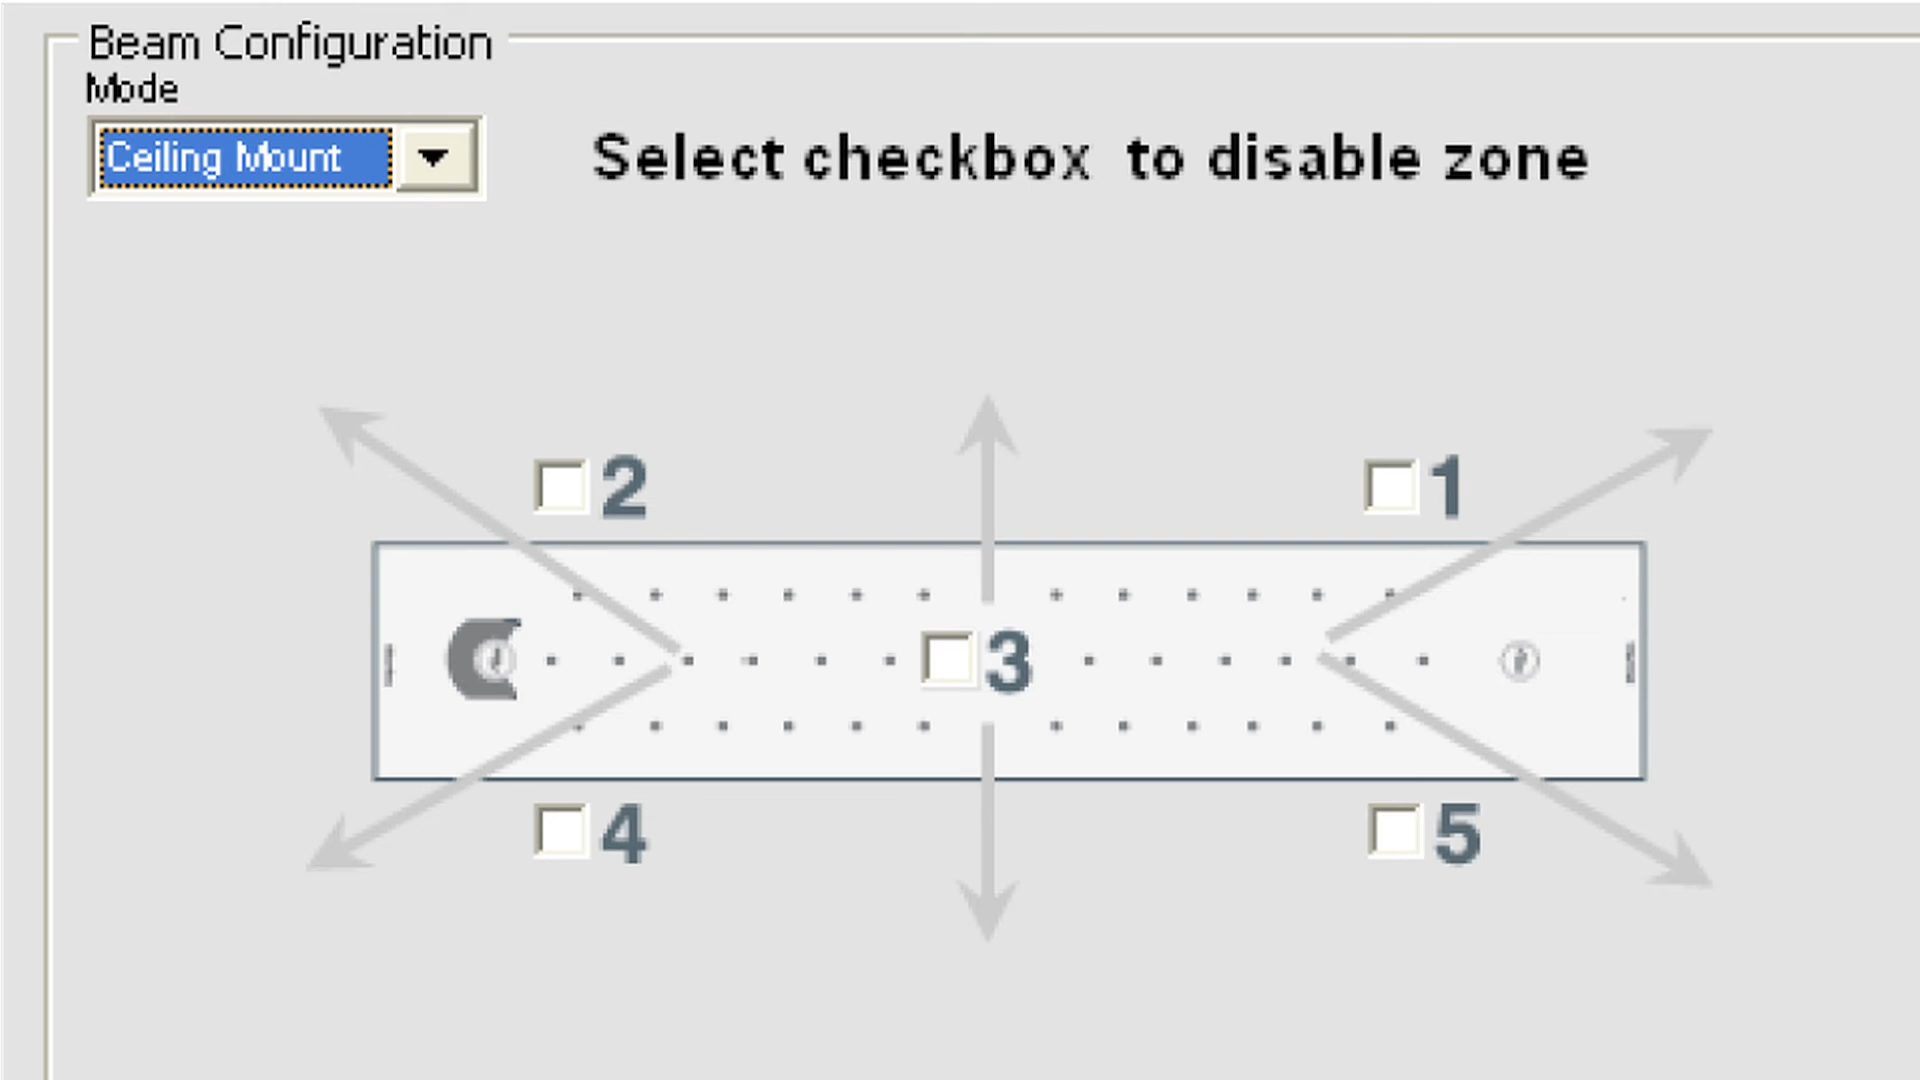 Beam Configuration
Mode
Ceiling Mount
Select checkbox to disable zone
2
1
3
4
5